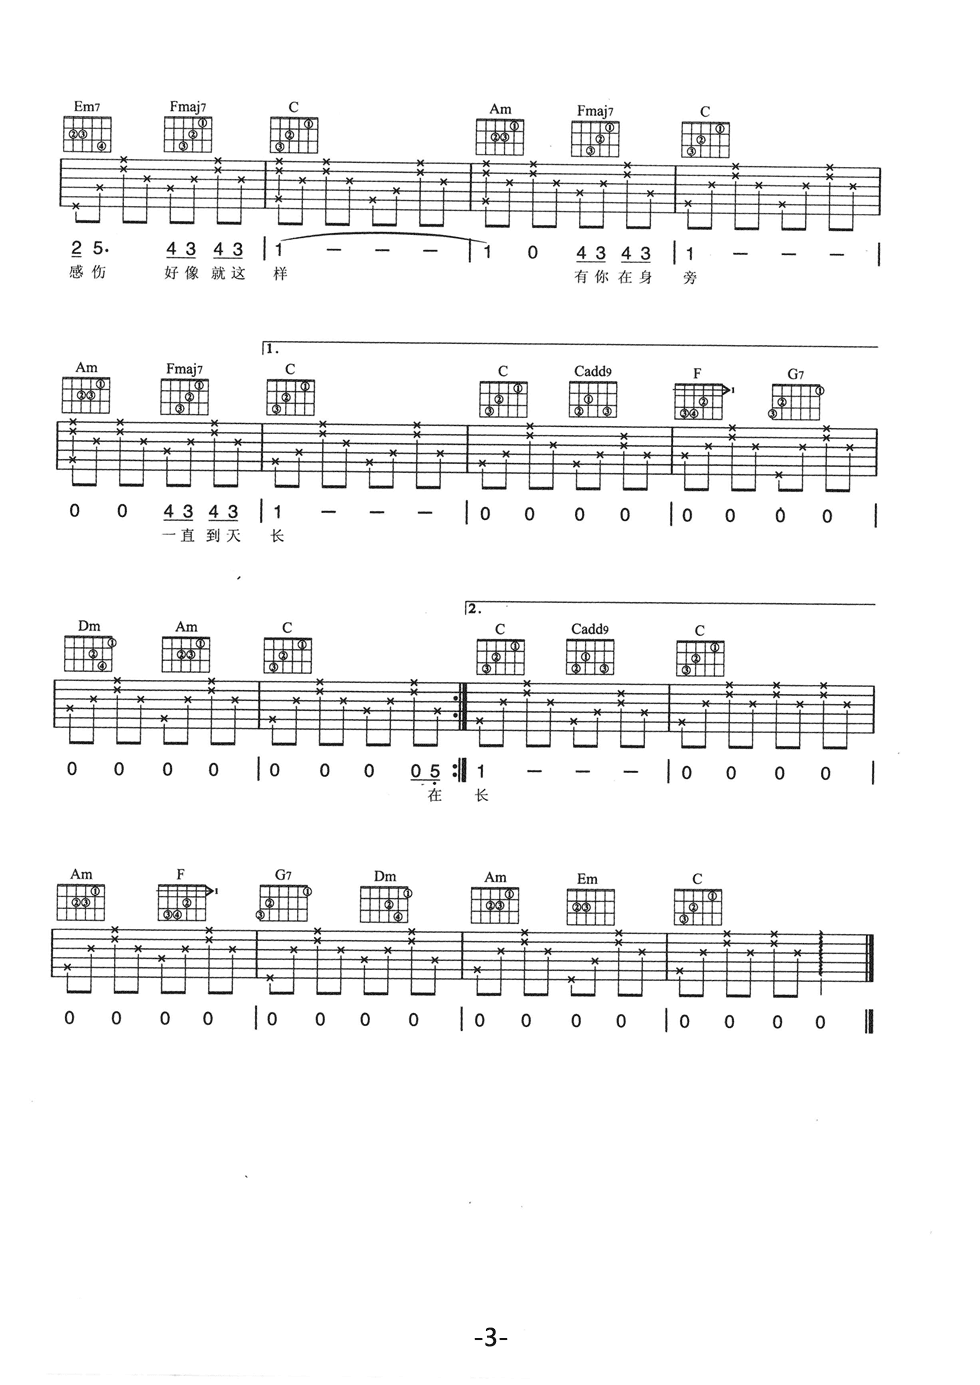 Em7 Fmaj7 C Am Fmaj7 C
2 5· 4 3 4 3 | 1 — — — | 1 0 4 3 4 3 | 1 — — — |
感 伤 好 像 就 这 样 有 你 在 身 旁
1.
Am Fmaj7 C C Cadd9 F G7
0 0 4 3 4 3 | 1 — — — | 0 0 0 0 | 0 0 0 0 |
一 直 到 天 长
2.
Dm Am C C Cadd9 C
0 0 0 0 | 0 0 0 0 5 :‖ 1 — — — | 0 0 0 0 |
在 长
Am F G7 Dm Am Em C
0 0 0 0 | 0 0 0 0 | 0 0 0 0 | 0 0 0 0 ‖
-3-